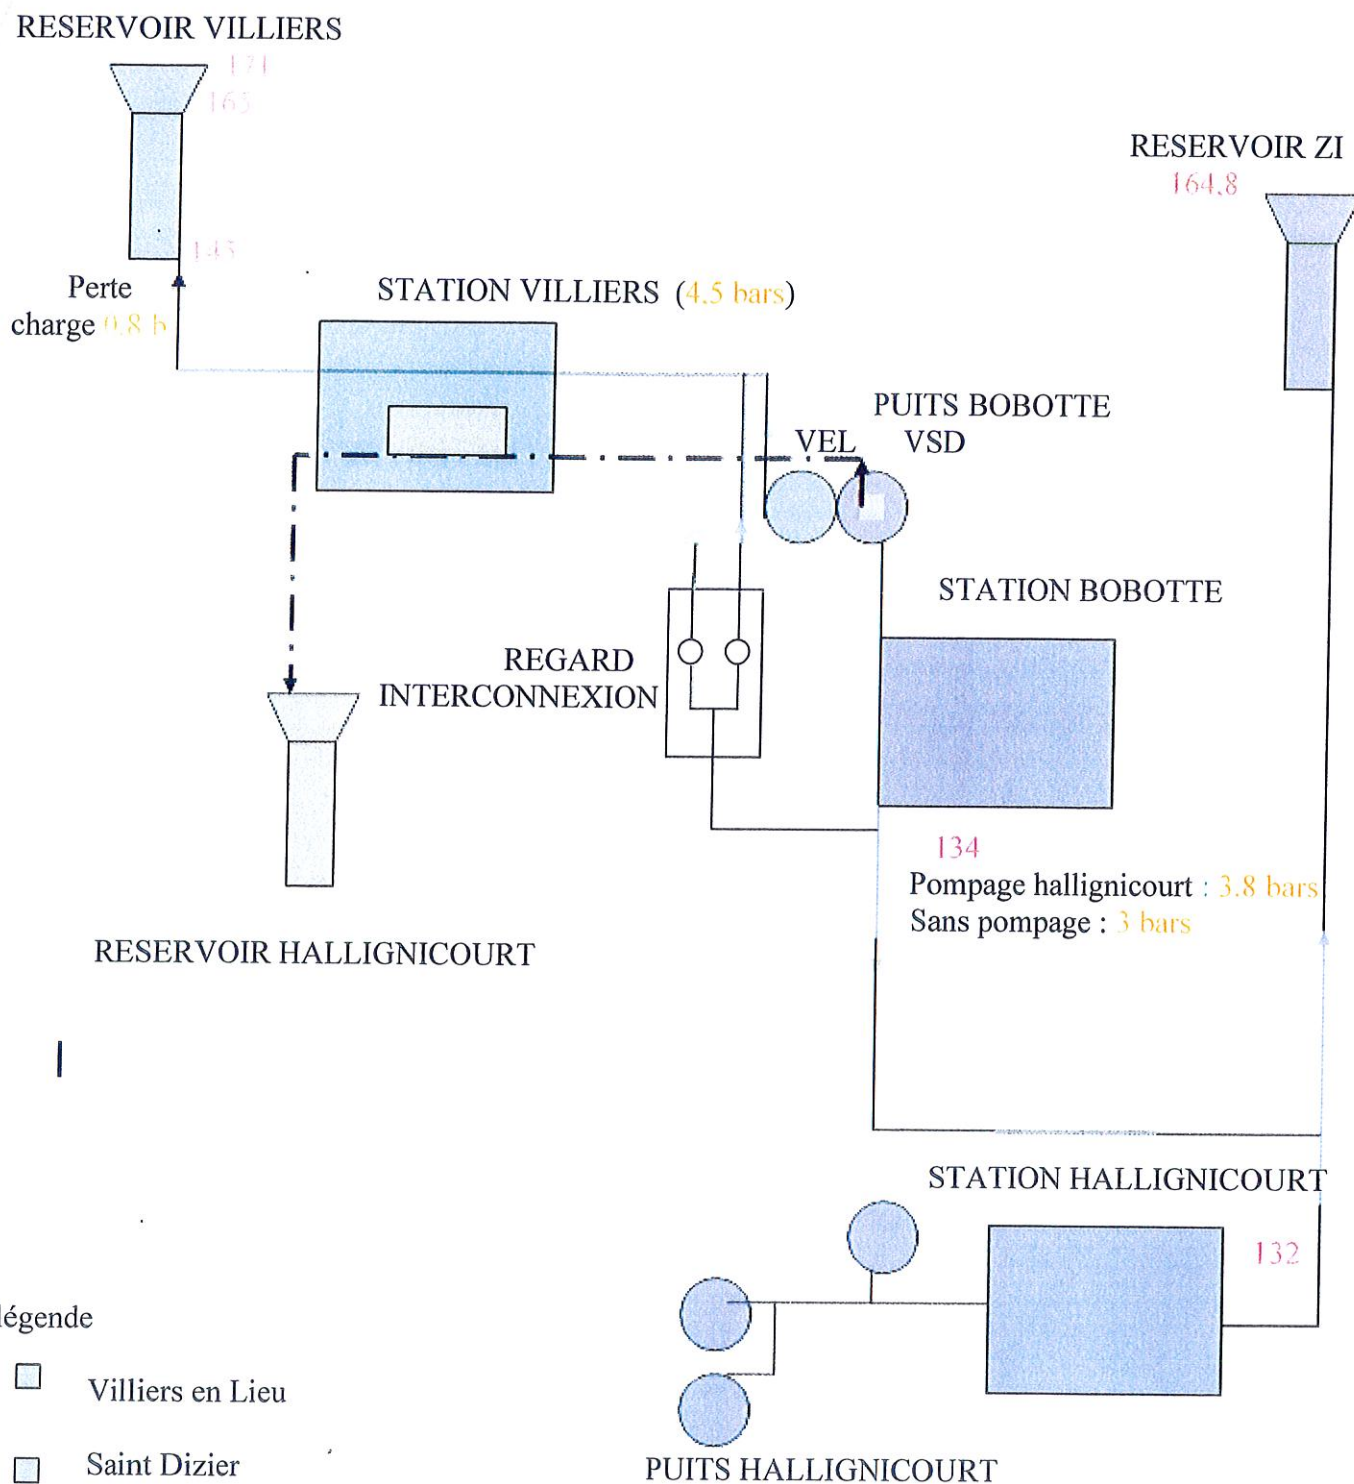 RESERVOIR VILLIERS
171
165
RESERVOIR ZI
164,8
145
Perte
charge 0.8 b
STATION VILLIERS (4.5 bars)
PUITS BOBOTTE
VEL VSD
STATION BOBOTTE
REGARD
INTERCONNEXION
134
Pompage hallignicourt : 3.8 bars
Sans pompage : 3 bars
RESERVOIR HALLIGNICOURT
STATION HALLIGNICOURT
132
légende
Villiers en Lieu
Saint Dizier
PUITS HALLIGNICOURT